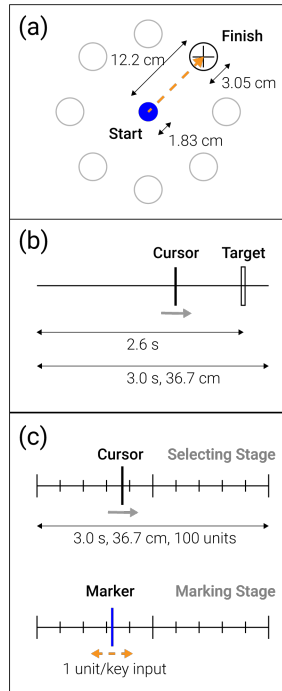 (a)
Finish
12.2 cm
3.05 cm
Start
1.83 cm
(b)
Cursor Target
2.6 s
3.0 s, 36.7 cm
(c)
Cursor Selecting Stage
3.0 s, 36.7 cm, 100 units
Marker Marking Stage
1 unit/key input